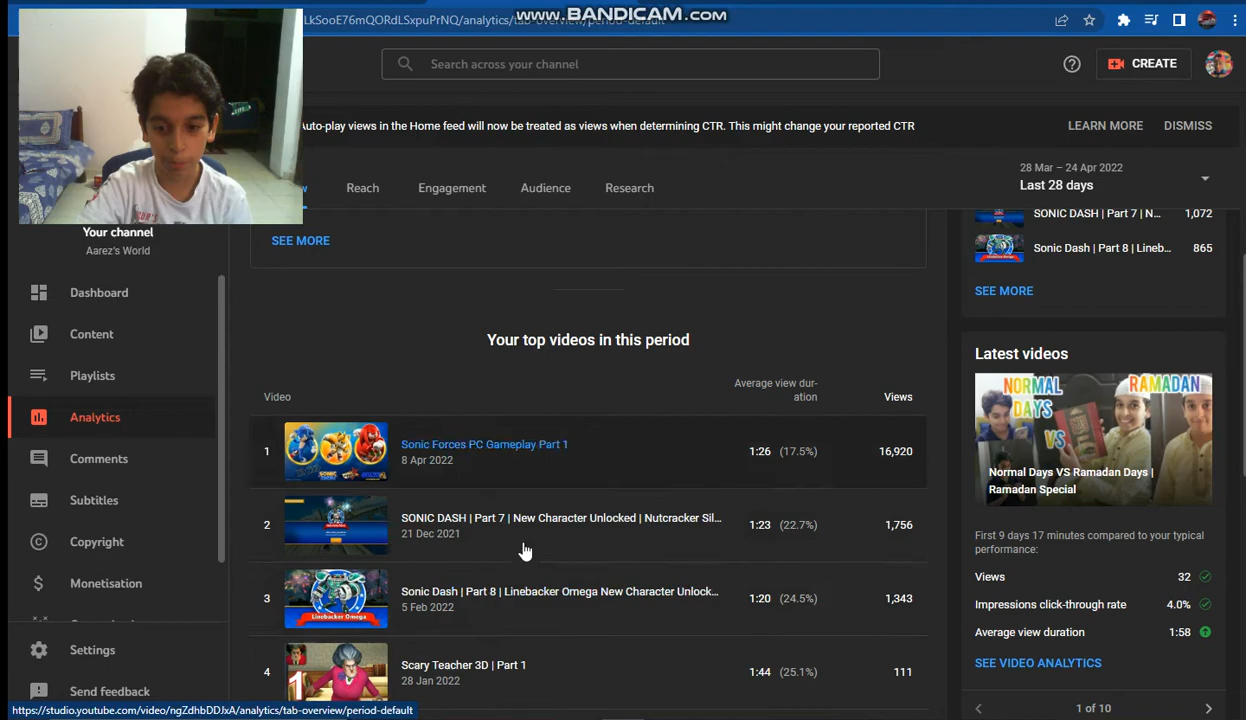 www.BANDICAM.com
LkSooE76mQORdLSxpuPrNQ/analytics/tab-overview/period-default
Search across your channel
CREATE
Auto-play views in the Home feed will now be treated as views when determining CTR. This might change your reported CTR
LEARN MORE
DISMISS
Reach
Engagement
Audience
Research
28 Mar – 24 Apr 2022
Last 28 days
Your channel
Aarez's World
Dashboard
Content
Playlists
Analytics
Comments
Subtitles
Copyright
Monetisation
Settings
Send feedback
SEE MORE
Your top videos in this period
Video
Average view dur-
ation
Views
1
Sonic Forces PC Gameplay Part 1
8 Apr 2022
1:26 (17.5%)
16,920
2
SONIC DASH | Part 7 | New Character Unlocked | Nutcracker Sil...
21 Dec 2021
1:23 (22.7%)
1,756
3
Linebacker Omega
Sonic Dash | Part 8 | Linebacker Omega New Character Unlock...
5 Feb 2022
1:20 (24.5%)
1,343
4
1
Scary Teacher 3D | Part 1
28 Jan 2022
1:44 (25.1%)
111
SONIC DASH | Part 7 | N...
1,072
Sonic Dash | Part 8 | Lineb...
865
SEE MORE
Latest videos
NORMAL
DAYS
VS
RAMADAN
DAYS
Normal Days VS Ramadan Days |
Ramadan Special
First 9 days 17 minutes compared to your typical
performance:
Views
32
Impressions click-through rate
4.0%
Average view duration
1:58
SEE VIDEO ANALYTICS
1 of 10
https://studio.youtube.com/video/ngZdhbDDJxA/analytics/tab-overview/period-default